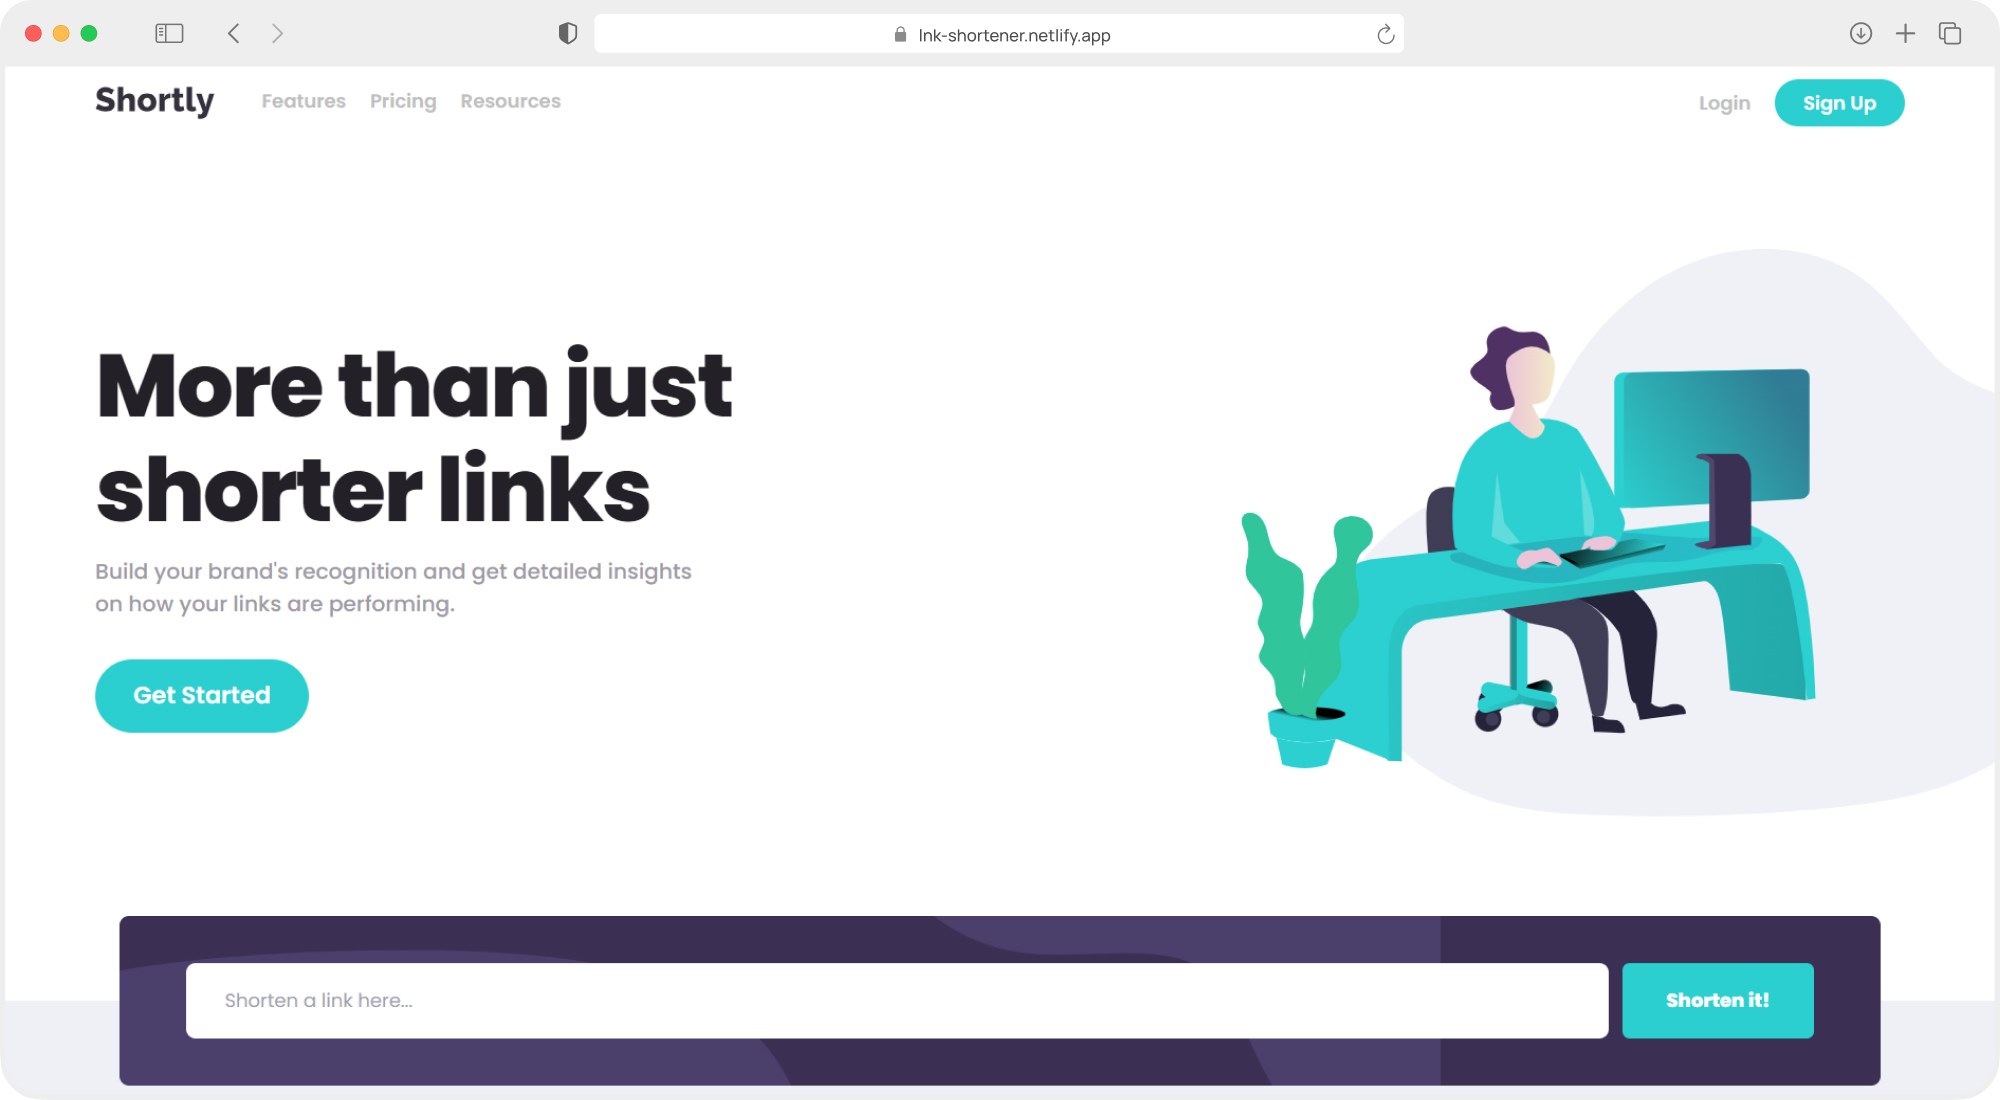 lnk-shortener.netlify.app
Shortly Features Pricing Resources Login Sign Up
More than just
shorter links
Build your brand's recognition and get detailed insights
on how your links are performing.
Get Started
Shorten a link here... Shorten it!